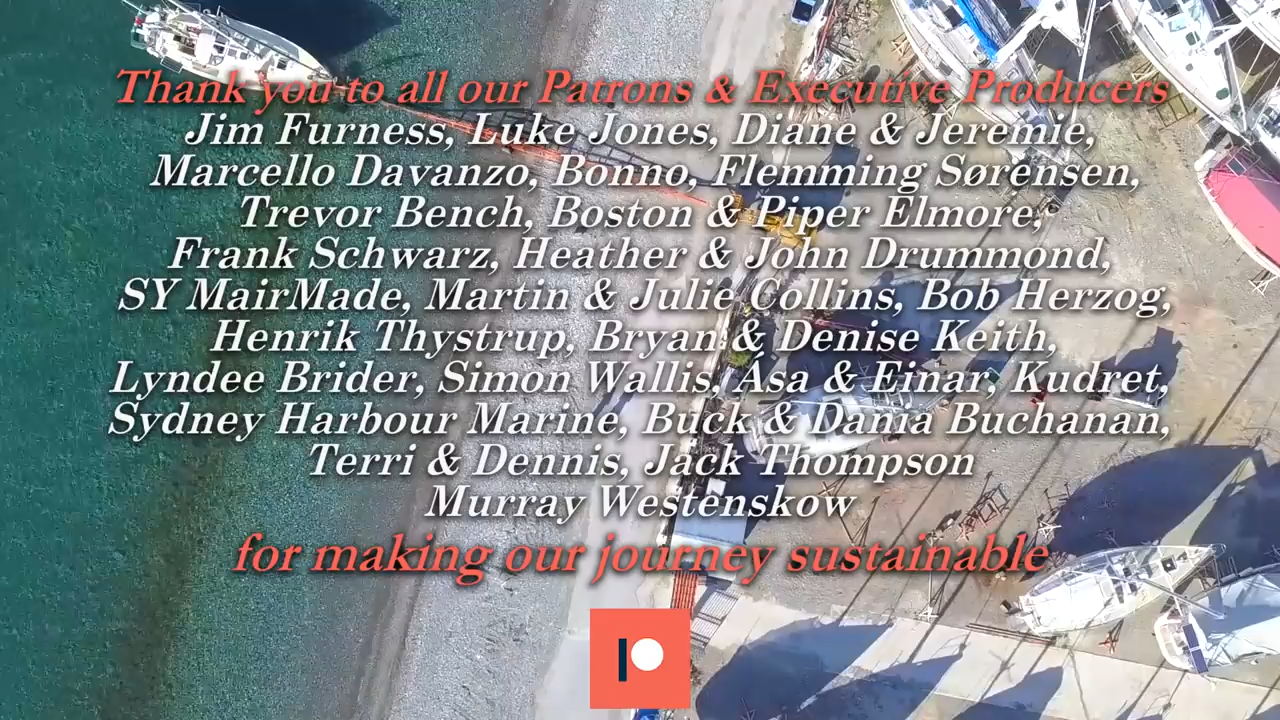 Thank you to all our Patrons & Executive Producers
Jim Furness, Luke Jones, Diane & Jeremie,
Marcello Davanzo, Bonno, Flemming Sørensen,
Trevor Bench, Boston & Piper Elmore,
Frank Schwarz, Heather & John Drummond,
SY MairMade, Martin & Julie Collins, Bob Herzog,
Henrik Thystrup, Bryan & Denise Keith,
Lyndee Brider, Simon Wallis, Ása & Einar, Kudret,
Sydney Harbour Marine, Buck & Dania Buchanan,
Terri & Dennis, Jack Thompson
Murray Westenskow
for making our journey sustainable